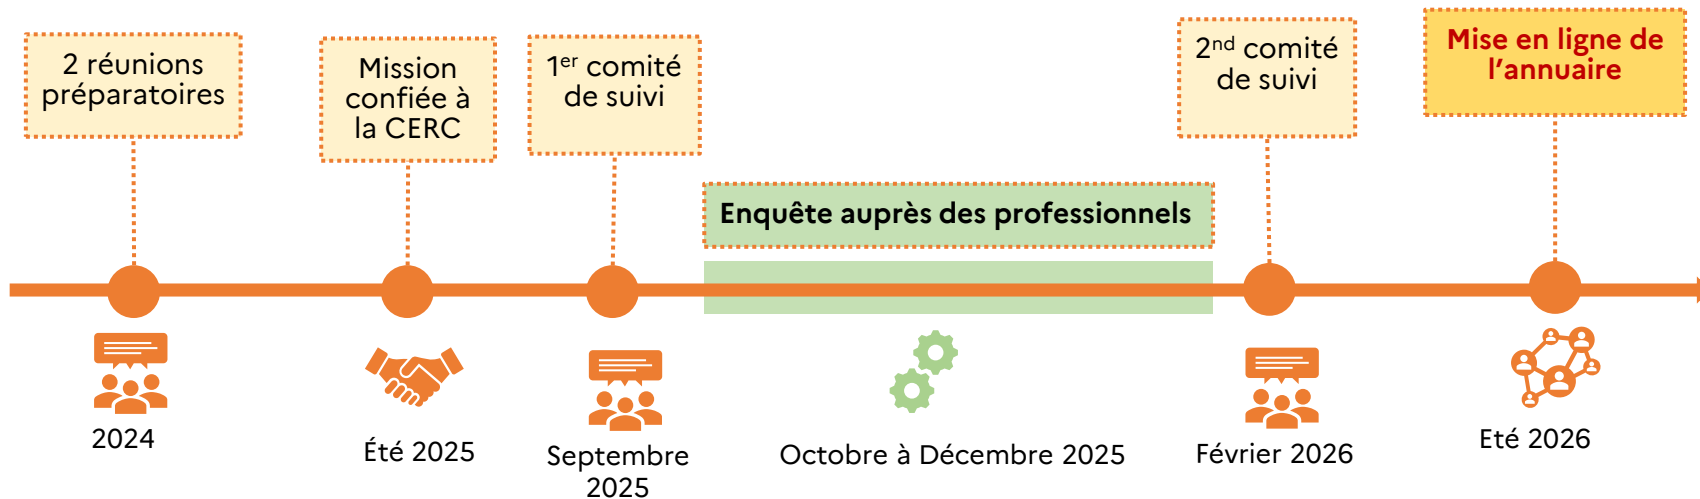 2 réunions
préparatoires
Mission
confiée à
la CERC
1er comité
de suivi
2nd comité
de suivi
Mise en ligne de
l’annuaire
Enquête auprès des professionnels
2024
Été 2025
Septembre
2025
Octobre à Décembre 2025
Février 2026
Eté 2026